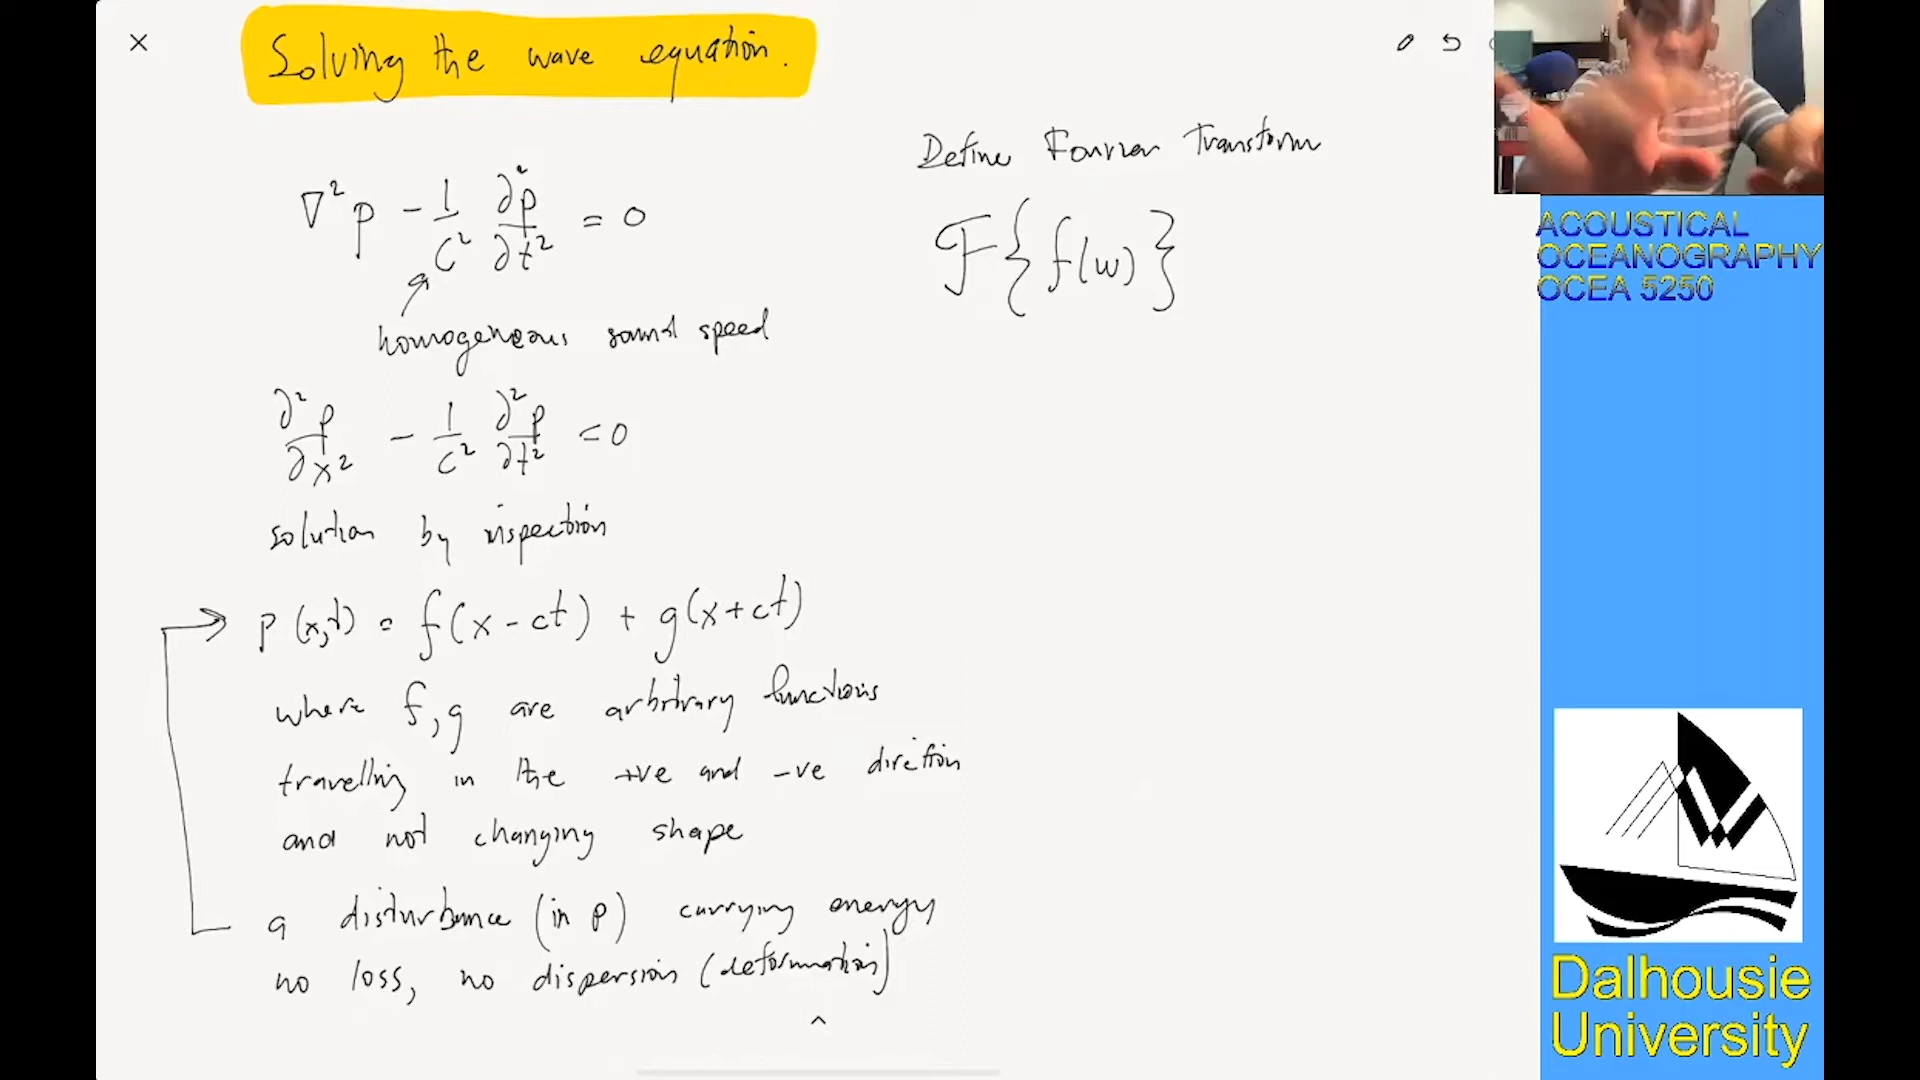 Solving the wave equation.
∇² p − 1/c² ∂²p/∂t² = 0
homogeneous sound speed
∂²p/∂x² − 1/c² ∂²p/∂t² = 0
solution by inspection
p(x,t) = f(x − ct) + g(x + ct)
where f, g are arbitrary functions
travelling in the +ve and −ve direction
and not changing shape
a disturbance (in p) carrying energy
no loss, no dispersion (deformation)
Define Fourier Transform
F{f(ω)}
ACOUSTICAL
OCEANOGRAPHY
OCEA 5250
Dalhousie
University